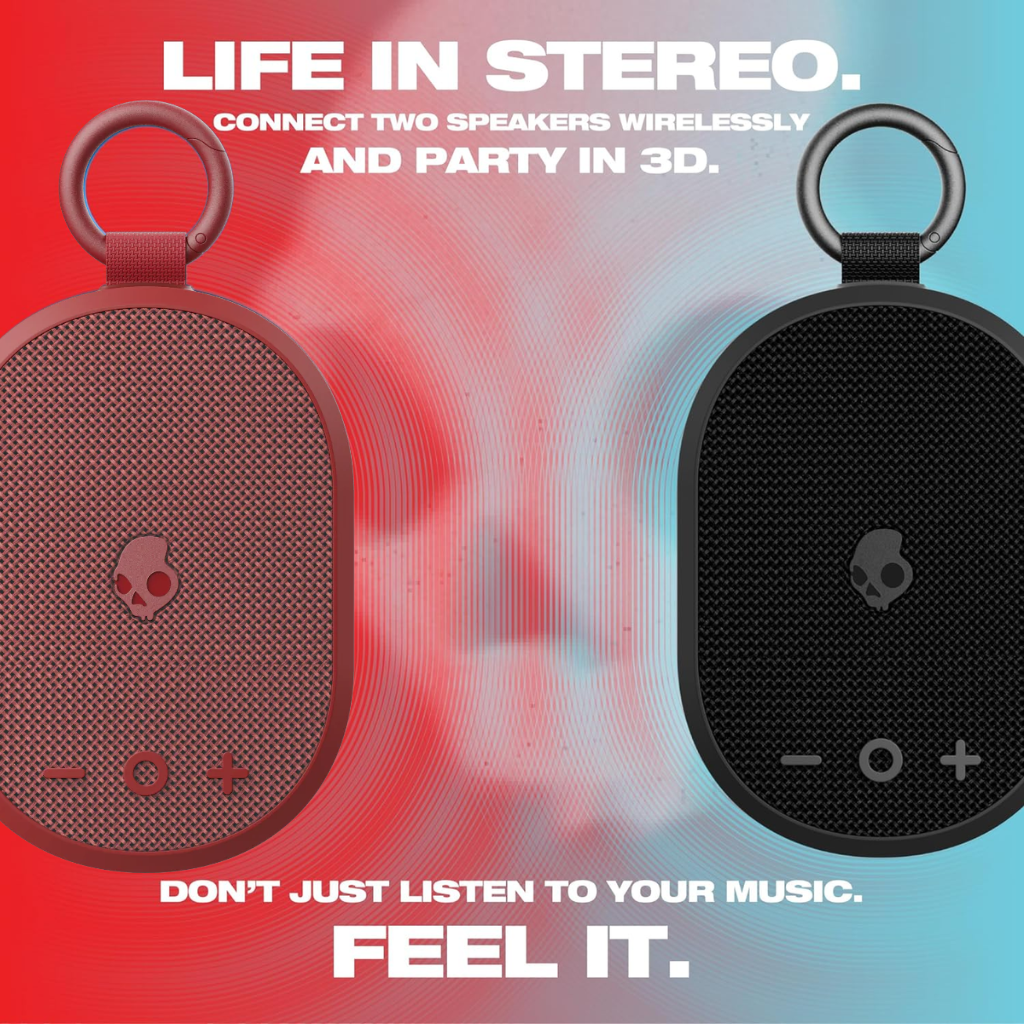 LIFE IN STEREO.
CONNECT TWO SPEAKERS WIRELESSLY
AND PARTY IN 3D.
DON'T JUST LISTEN TO YOUR MUSIC.
FEEL IT.